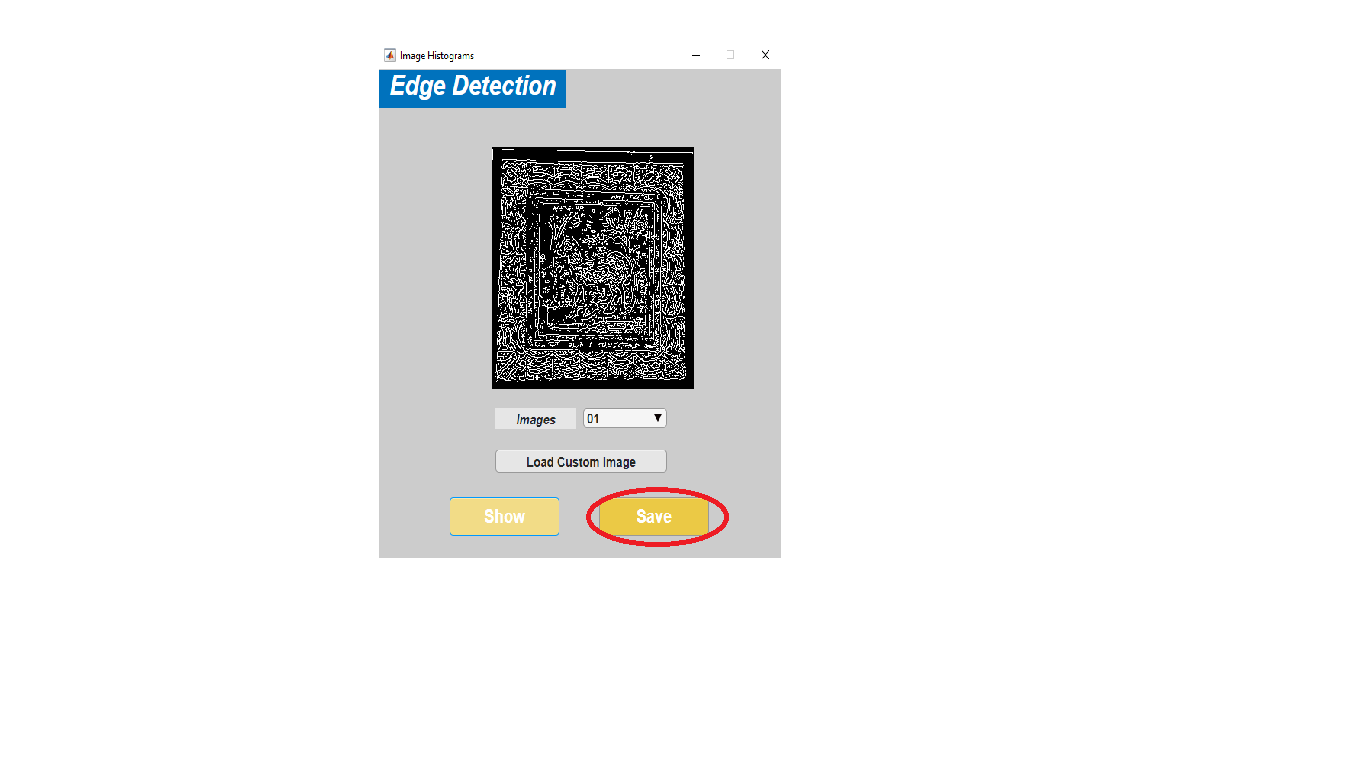 Image Histograms
Edge Detection
Images 01
Load Custom Image
Show Save